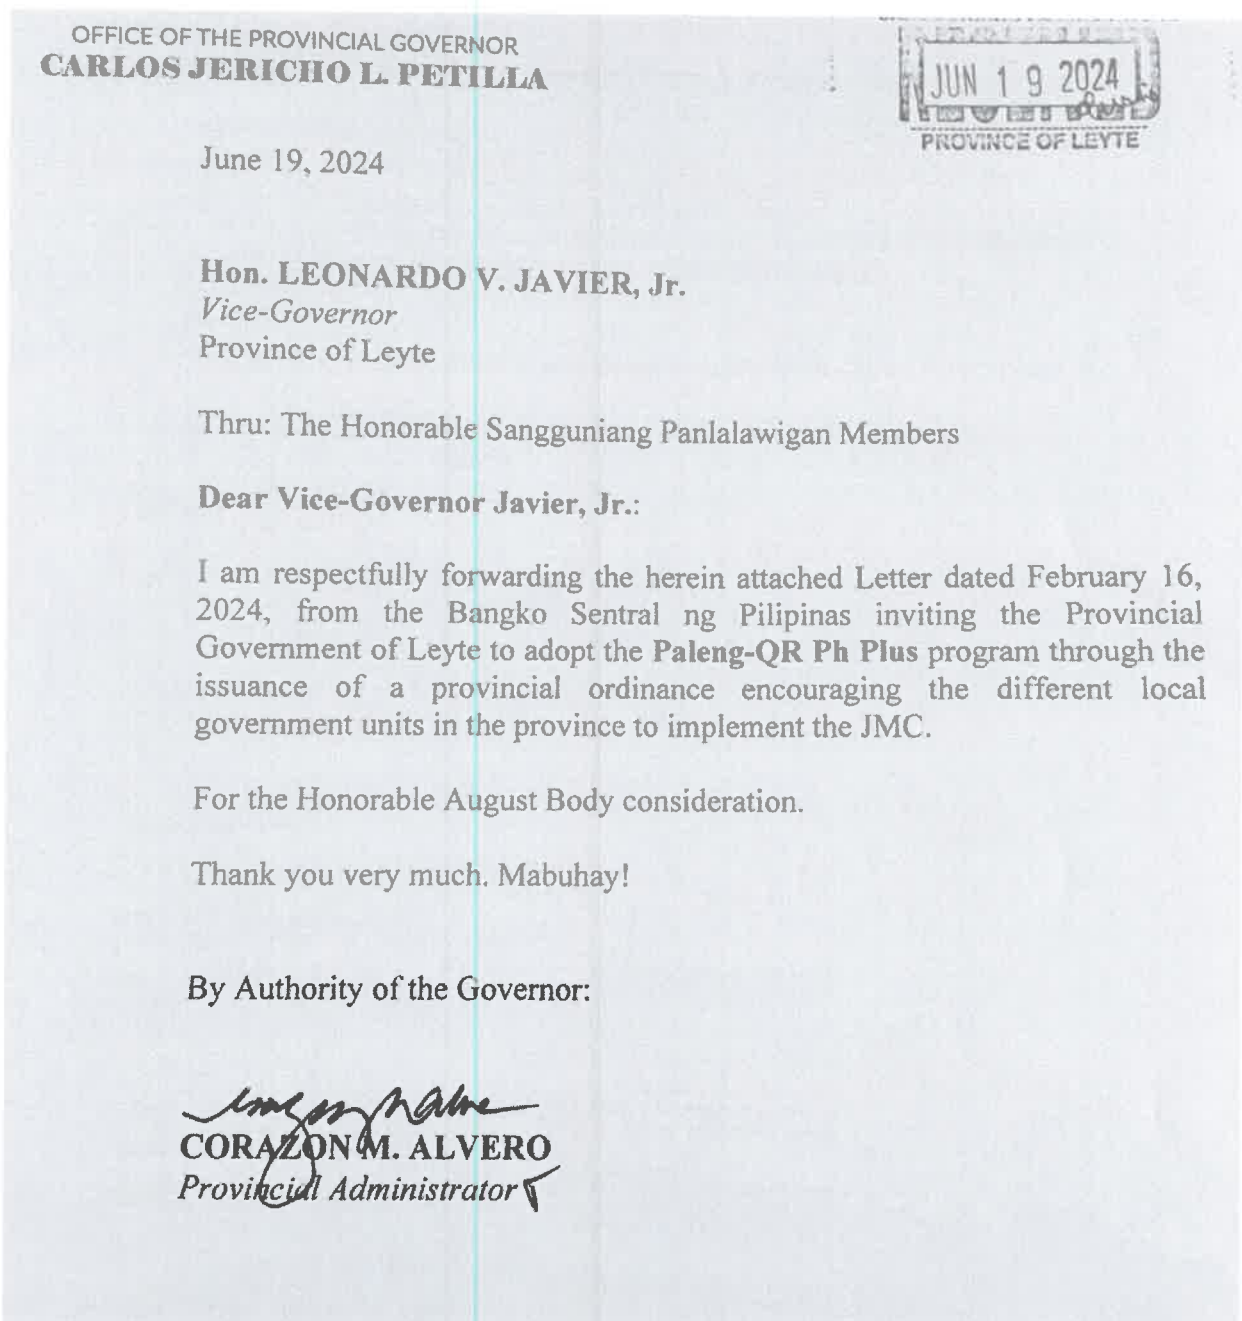 OFFICE OF THE PROVINCIAL GOVERNOR
CARLOS JERICHO L. PETILLA
JUN 19 2024
PROVINCE OF LEYTE
June 19, 2024
Hon. LEONARDO V. JAVIER, Jr.
Vice-Governor
Province of Leyte
Thru: The Honorable Sangguniang Panlalawigan Members
Dear Vice-Governor Javier, Jr.:
I am respectfully forwarding the herein attached Letter dated February 16,
2024, from the Bangko Sentral ng Pilipinas inviting the Provincial
Government of Leyte to adopt the Paleng-QR Ph Plus program through the
issuance of a provincial ordinance encouraging the different local
government units in the province to implement the JMC.
For the Honorable August Body consideration.
Thank you very much. Mabuhay!
By Authority of the Governor:
CORAZON M. ALVERO
Provincial Administrator